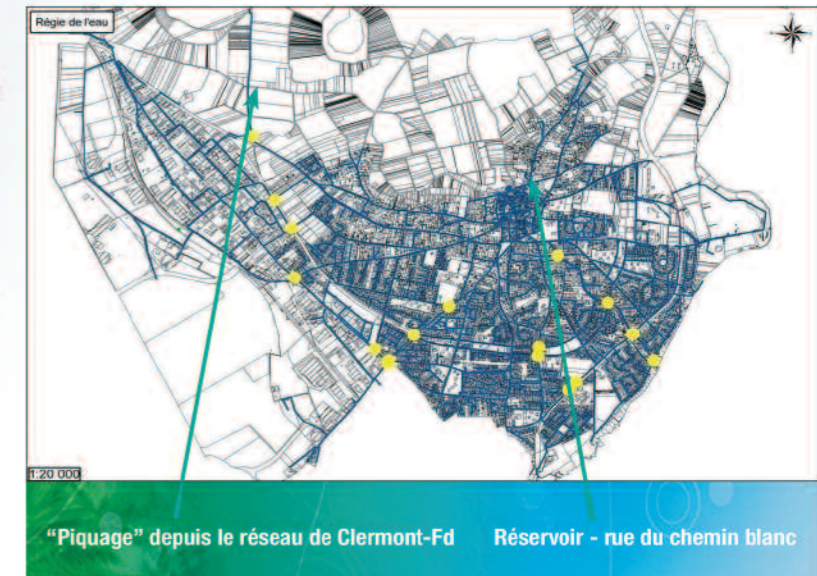 Régie de l'eau
1:20 000
“Piquage” depuis le réseau de Clermont-Fd
Réservoir - rue du chemin blanc